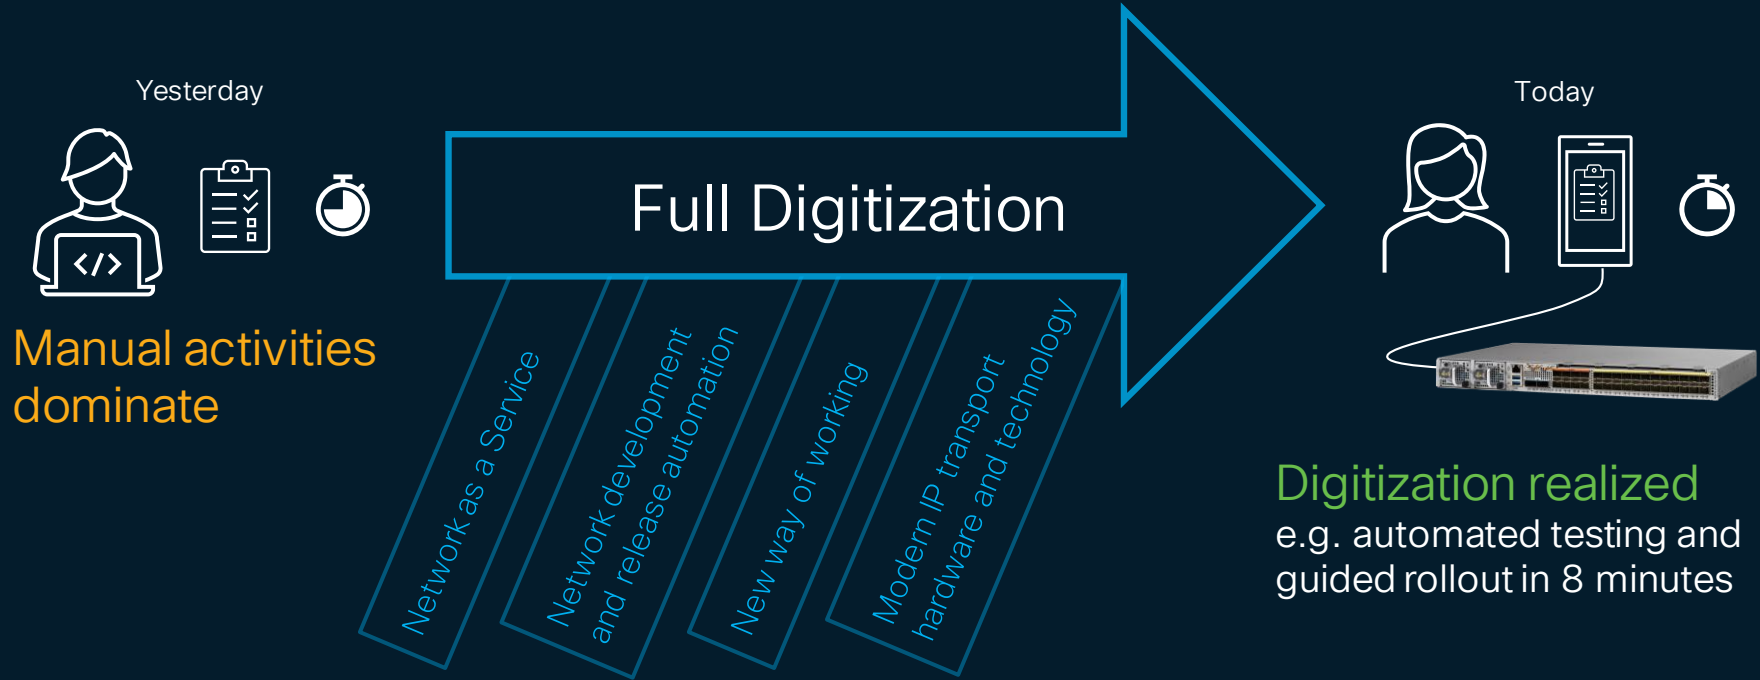 Yesterday
</>
Manual activities
dominate
Full Digitization
Network as a Service
Network development
and release automation
New way of working
Modern IP transport
hardware and technology
Today
Digitization realized
e.g. automated testing and
guided rollout in 8 minutes